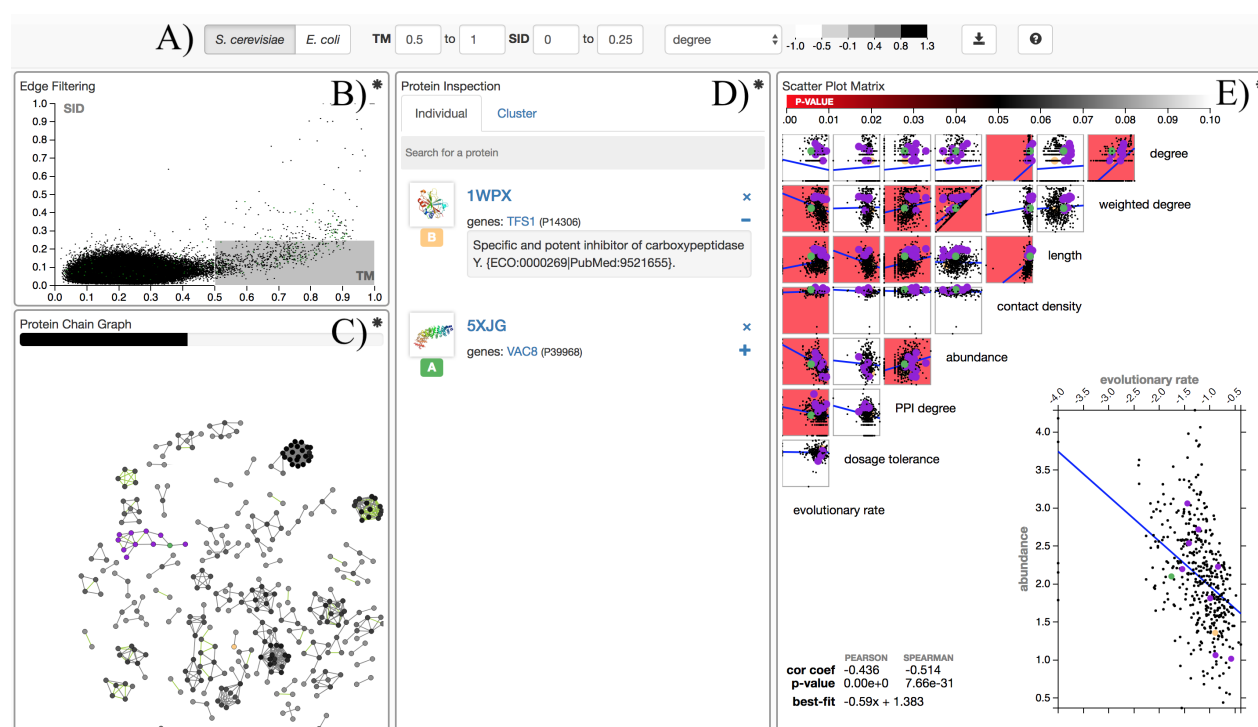 A)
S. cerevisiae E. coli TM 0.5 to 1 SID 0 to 0.25 degree
-1.0 -0.5 -0.1 0.4 0.8 1.3
Edge Filtering B) *
SID
1.0
0.9
0.8
0.7
0.6
0.5
0.4
0.3
0.2
0.1
0.0
TM
0.0 0.1 0.2 0.3 0.4 0.5 0.6 0.7 0.8 0.9 1.0
Protein Chain Graph C) *
Protein Inspection D) *
Individual Cluster
Search for a protein
1WPX ×
genes: TFS1 (P14306) −
B
Specific and potent inhibitor of carboxypeptidase
Y. {ECO:0000269|PubMed:9521655}.
5XJG ×
genes: VAC8 (P39968) +
A
Scatter Plot Matrix E) *
P-VALUE
.00 0.01 0.02 0.03 0.04 0.05 0.06 0.07 0.08 0.09 0.10
degree
weighted degree
length
contact density
abundance
PPI degree
dosage tolerance
evolutionary rate
evolutionary rate
-4.0 -3.5 -3.0 -2.5 -2.0 -1.5 -1.0 -0.5
abundance
4.0
3.5
3.0
2.5
2.0
1.5
1.0
0.5
PEARSON SPEARMAN
cor coef -0.436 -0.514
p-value 0.00e+0 7.66e-31
best-fit -0.59x + 1.383